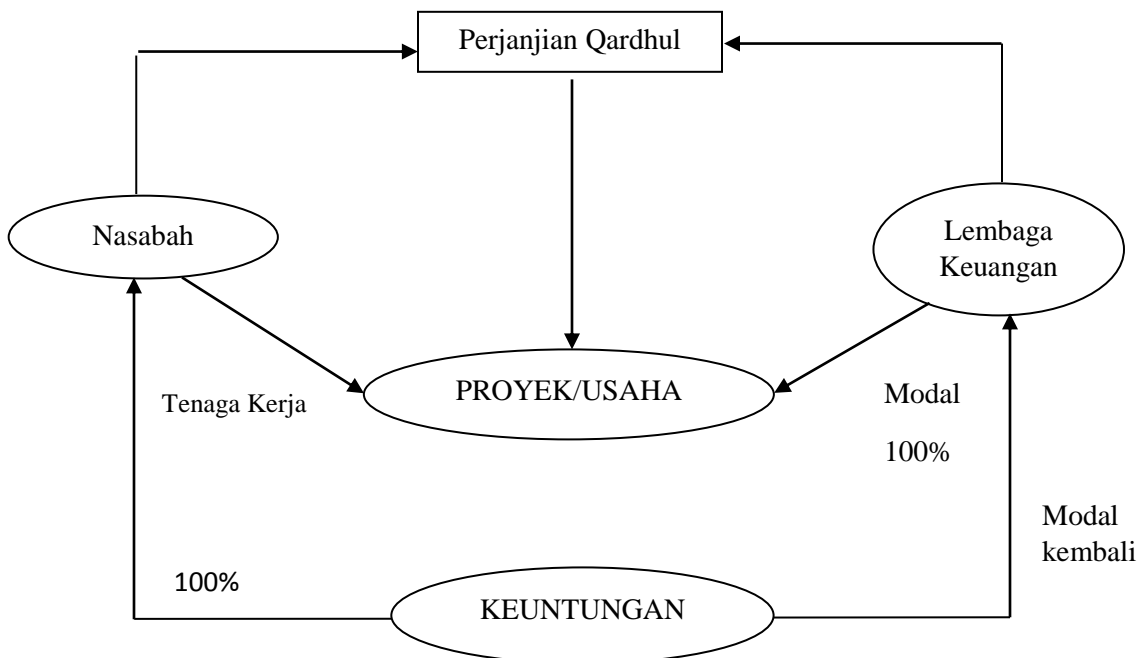 Perjanjian Qardhul
Nasabah
Lembaga
Keuangan
PROYEK/USAHA
Tenaga Kerja
Modal
100%
Modal
kembali
100%
KEUNTUNGAN